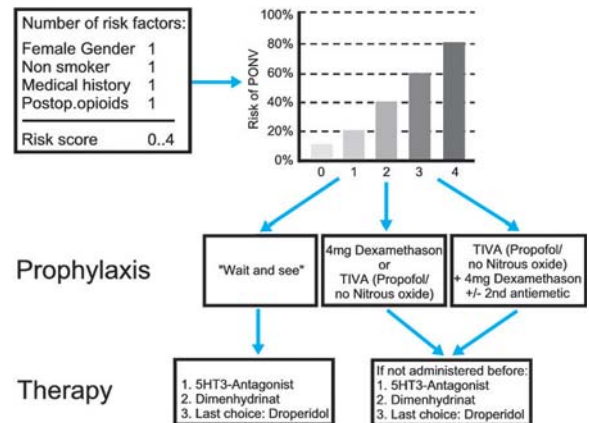 Number of risk factors:
Female Gender 1
Non smoker 1
Medical history 1
Postop.opioids 1
Risk score 0..4
Risk of PONV
100%
80%
60%
40%
20%
0%
0 1 2 3 4
Prophylaxis
"Wait and see"
4mg Dexamethason
or
TIVA (Propofol/
no Nitrous oxide)
TIVA (Propofol/
no Nitrous oxide)
+ 4mg Dexamethason
+/- 2nd antiemetic
Therapy
1. 5HT3-Antagonist
2. Dimenhydrinat
3. Last choice: Droperidol
If not administered before:
1. 5HT3-Antagonist
2. Dimenhydrinat
3. Last choice: Droperidol